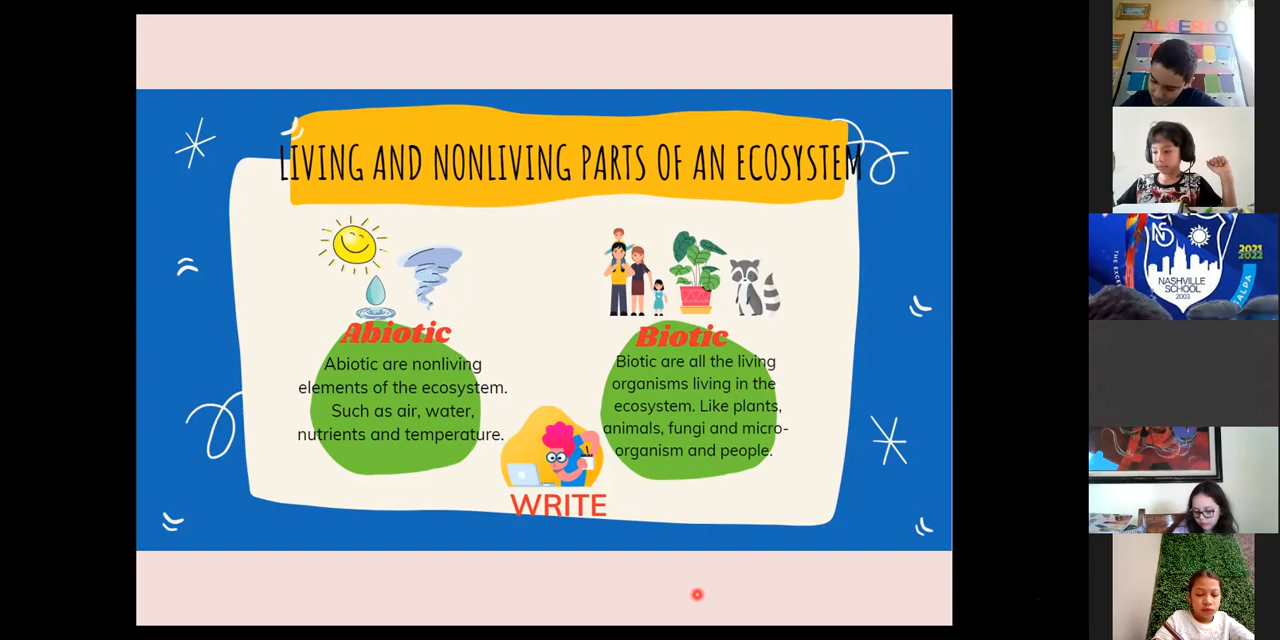 LIVING AND NONLIVING PARTS OF AN ECOSYSTEM
Abiotic
Abiotic are nonliving
elements of the ecosystem.
Such as air, water,
nutrients and temperature.
Biotic
Biotic are all the living
organisms living in the
ecosystem. Like plants,
animals, fungi and micro-
organism and people.
WRITE
ALBERTO
NS
NASHVILLE
SCHOOL
2003
2021
2022